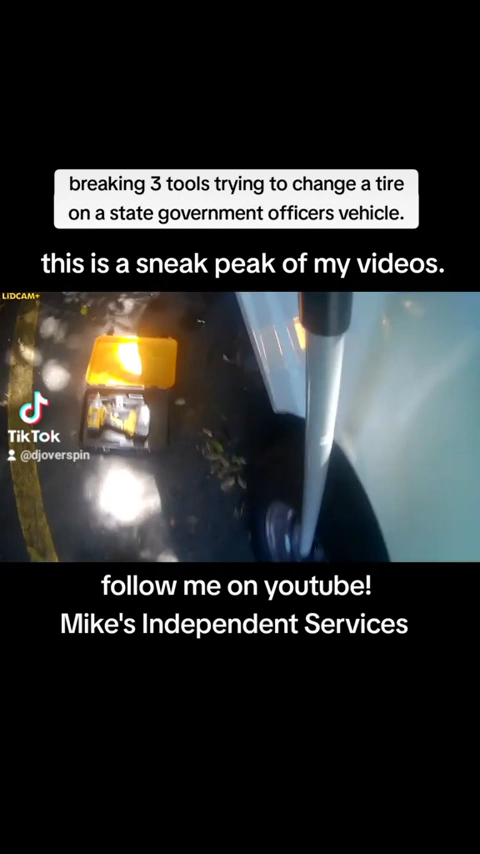 breaking 3 tools trying to change a tire
on a state government officers vehicle.
this is a sneak peak of my videos.
LIDCAM+
TikTok
@djoverspin
follow me on youtube!
Mike's Independent Services